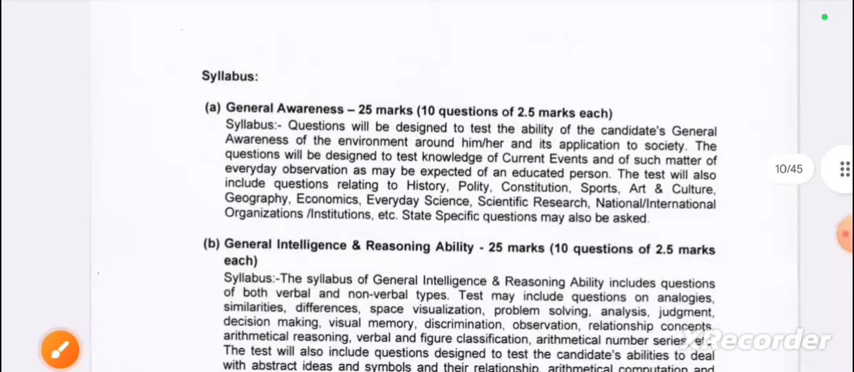 Syllabus:
(a) General Awareness – 25 marks (10 questions of 2.5 marks each)
Syllabus:- Questions will be designed to test the ability of the candidate's General
Awareness of the environment around him/her and its application to society. The
questions will be designed to test knowledge of Current Events and of such matter of
everyday observation as may be expected of an educated person. The test will also
include questions relating to History, Polity, Constitution, Sports, Art & Culture,
Geography, Economics, Everyday Science, Scientific Research, National/International
Organizations /Institutions, etc. State Specific questions may also be asked.
10/45
(b) General Intelligence & Reasoning Ability - 25 marks (10 questions of 2.5 marks
each)
Syllabus:-The syllabus of General Intelligence & Reasoning Ability includes questions
of both verbal and non-verbal types. Test may include questions on analogies,
similarities, differences, space visualization, problem solving, analysis, judgment,
decision making, visual memory, discrimination, observation, relationship concepts,
arithmetical reasoning, verbal and figure classification, arithmetical number series, etc.
The test will also include questions designed to test the candidate's abilities to deal
with abstract ideas and symbols and their relationship, arithmetical computation and
XRecorder